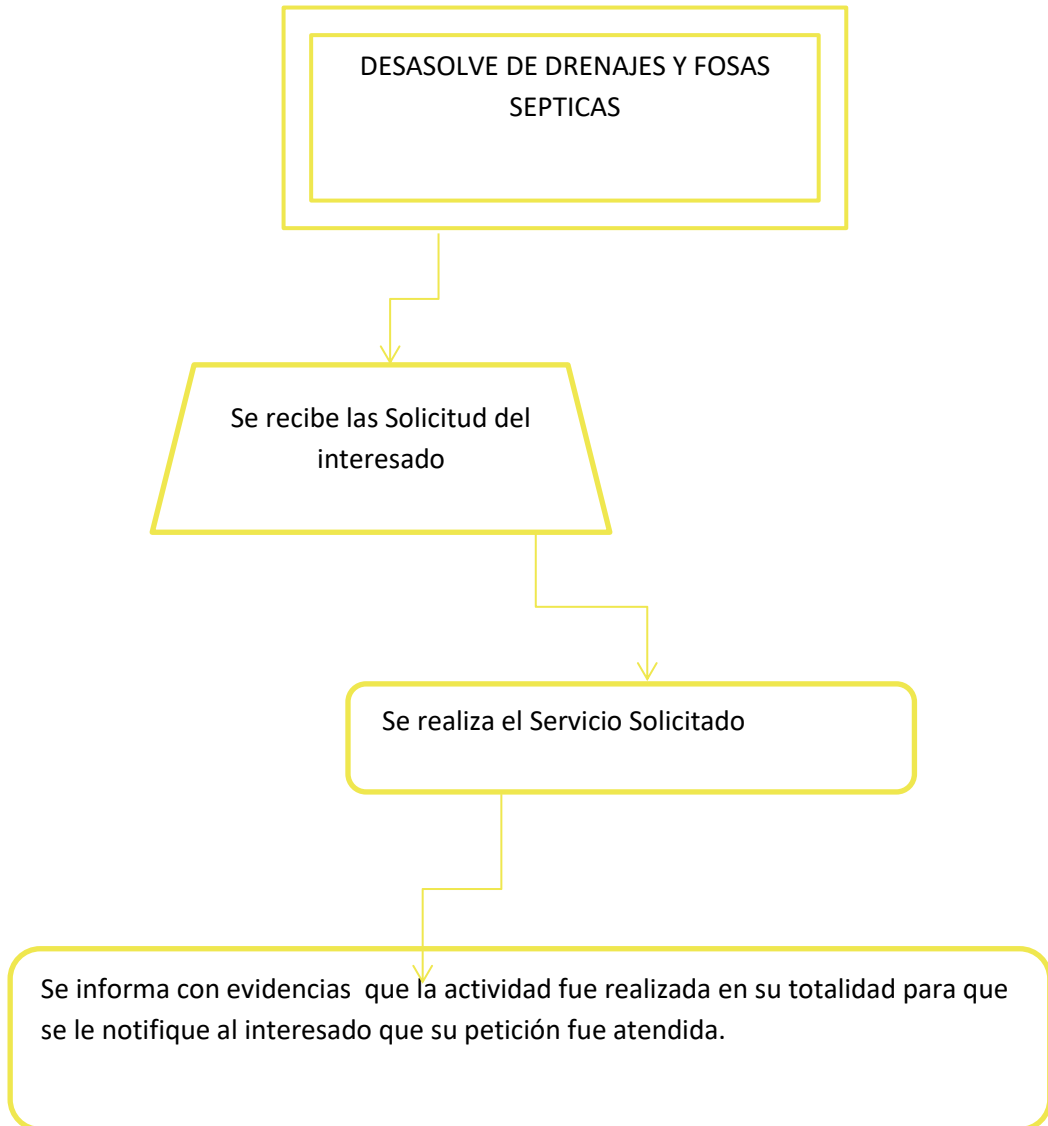 DESASOLVE DE DRENAJES Y FOSAS
SEPTICAS
Se recibe las Solicitud del
interesado
Se realiza el Servicio Solicitado
Se informa con evidencias  que la actividad fue realizada en su totalidad para que
se le notifique al interesado que su petición fue atendida.